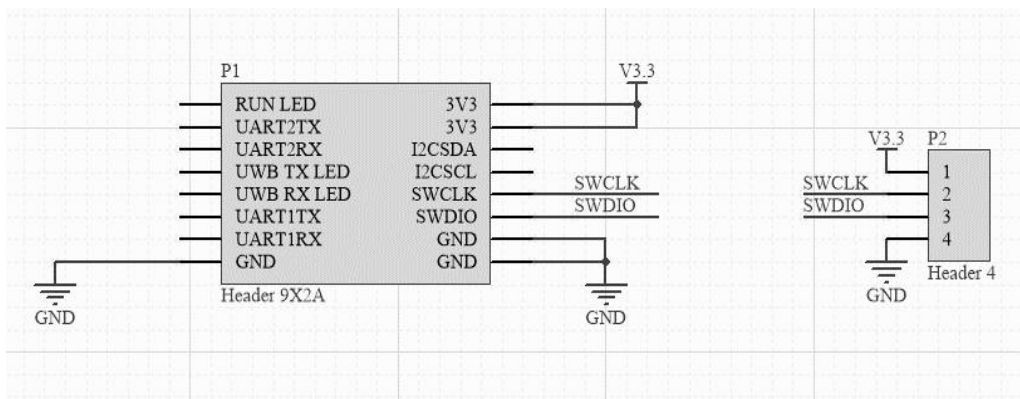 P1
RUN LED
UART2TX
UART2RX
UWB TX LED
UWB RX LED
UART1TX
UART1RX
GND
3V3
3V3
I2CSDA
I2CSCL
SWCLK
SWDIO
GND
GND
Header 9X2A
GND
V3.3
SWCLK
SWDIO
GND
V3.3
P2
SWCLK
SWDIO
1
2
3
4
Header 4
GND